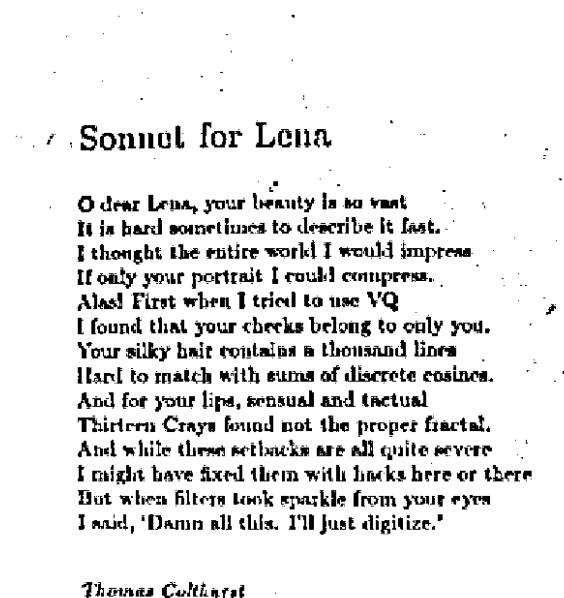 Sonnet for Lena
O dear Lena, your beauty is so vast
It is hard sometimes to describe it fast.
I thought the entire world I would impress
If only your portrait I could compress.
Alas! First when I tried to use VQ
I found that your cheeks belong to only you.
Your silky hair contains a thousand lines
Hard to match with sums of discrete cosines.
And for your lips, sensual and tactual
Thirteen Crays found not the proper fractal.
And while these setbacks are all quite severe
I might have fixed them with hacks here or there
But when filters took sparkle from your eyes
I said, 'Damn all this. I'll just digitize.'
Thomas Colthurst